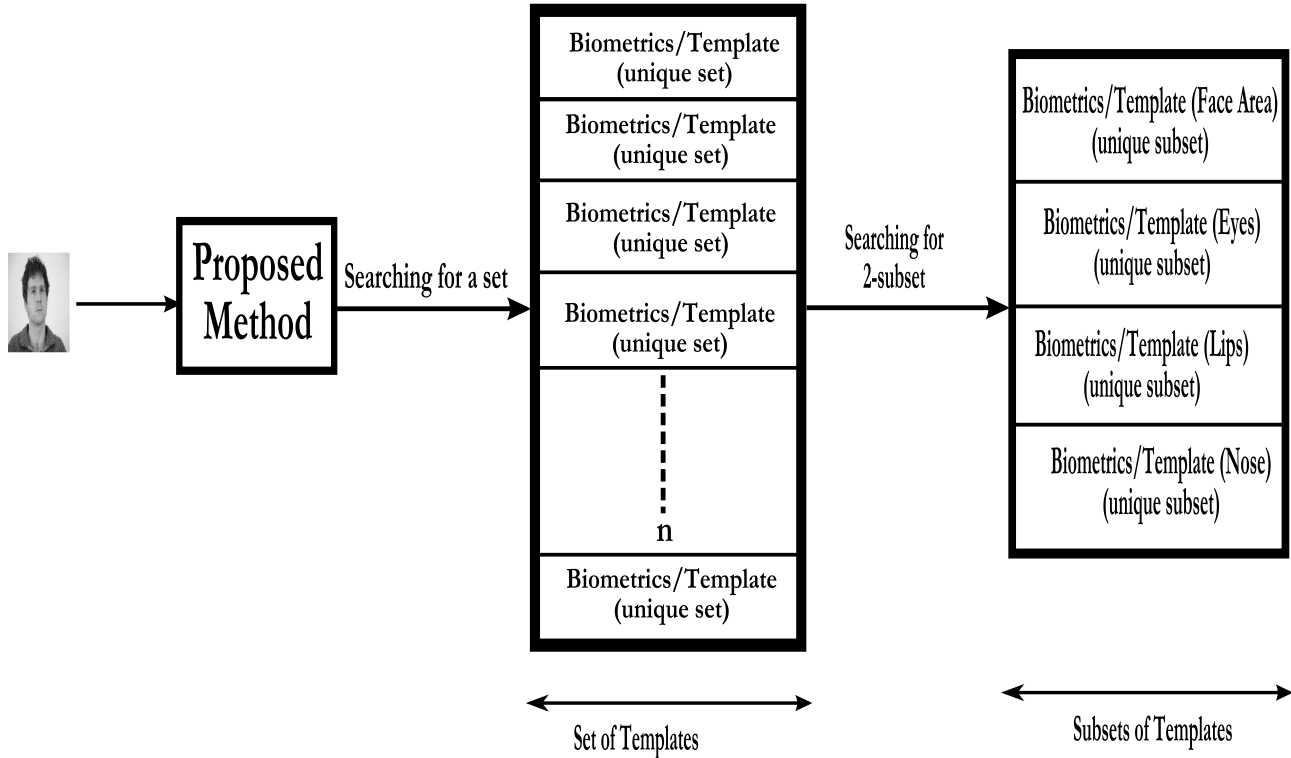 Proposed
Method
Searching for a set
Biometrics/Template
(unique set)
Biometrics/Template
(unique set)
Biometrics/Template
(unique set)
Biometrics/Template
(unique set)
n
Biometrics/Template
(unique set)
Set of Templates
Searching for
2-subset
Biometrics/Template (Face Area)
(unique subset)
Biometrics/Template (Eyes)
(unique subset)
Biometrics/Template (Lips)
(unique subset)
Biometrics/Template (Nose)
(unique subset)
Subsets of Templates